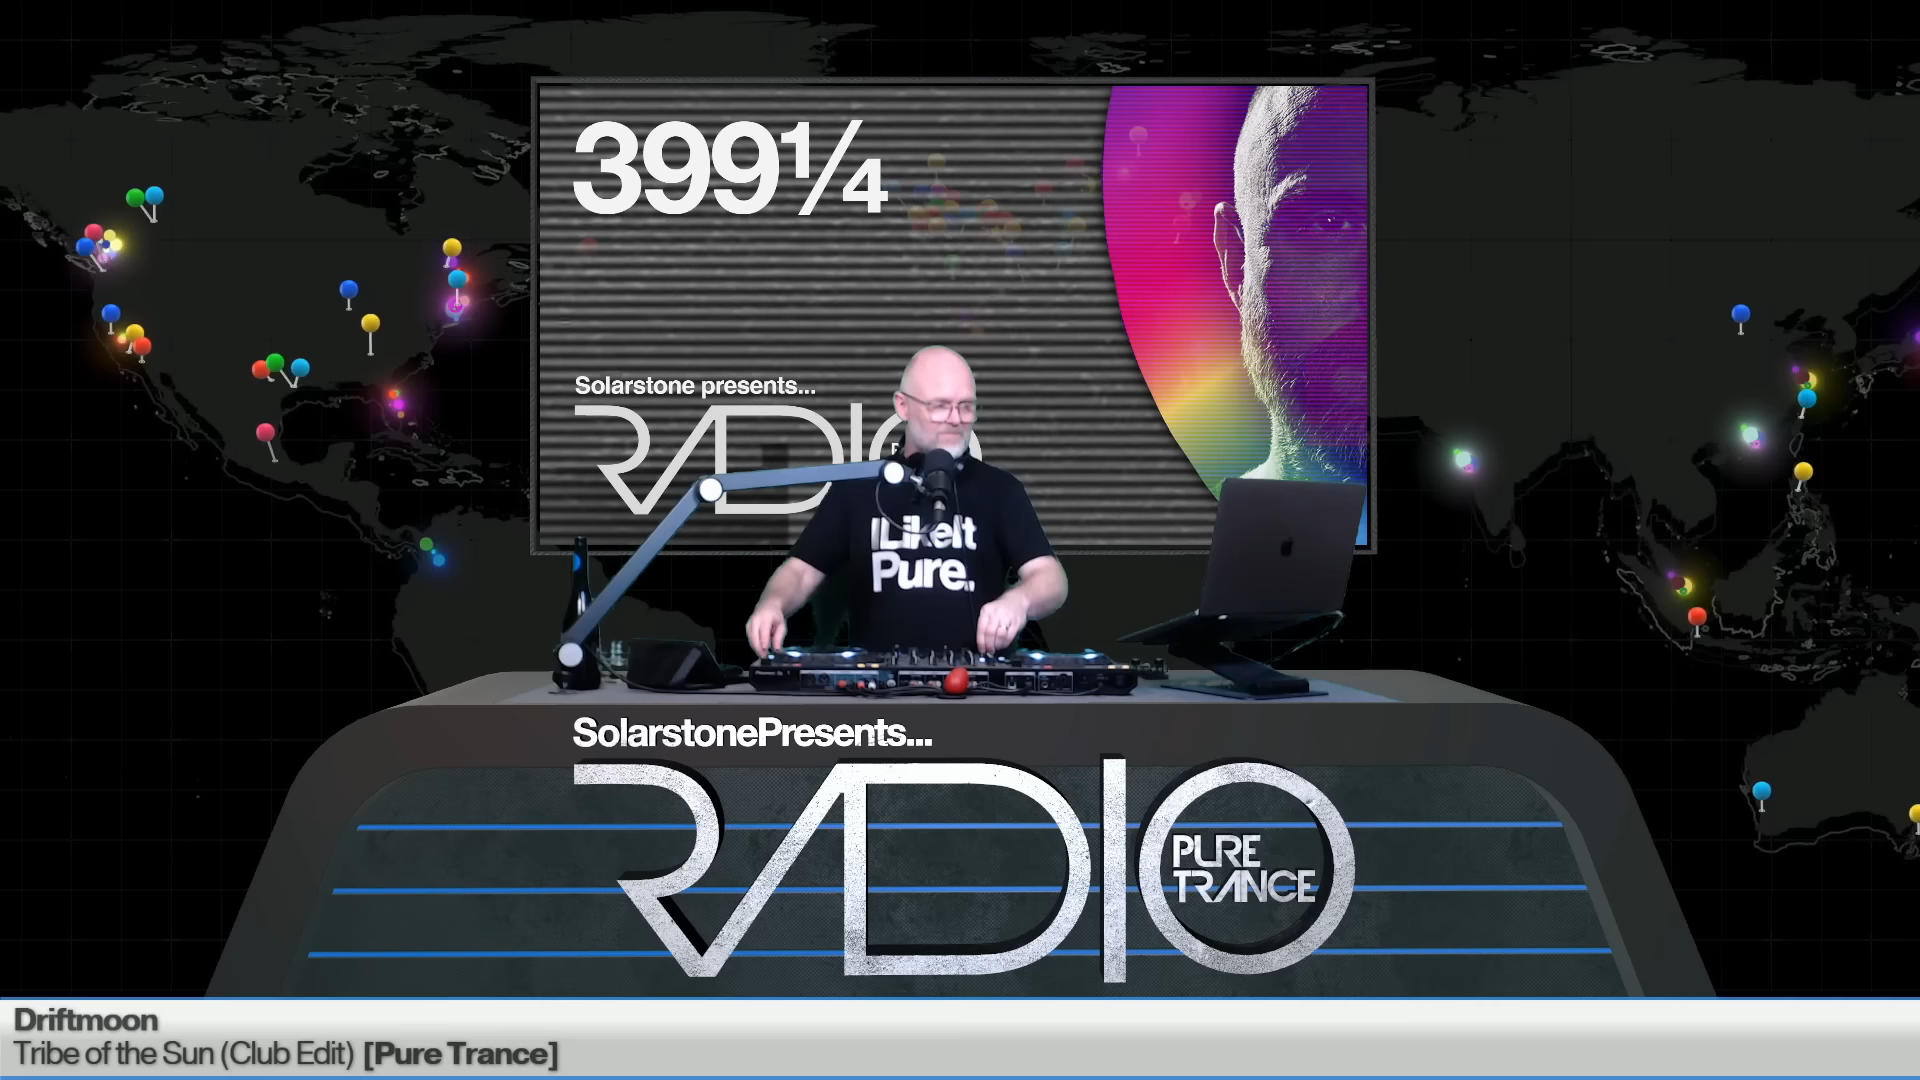 399¼
Solarstone presents...
RADIO
ILikeIt
Pure.
SolarstonePresents...
RADIO
PURE
TRANCE
Driftmoon
Tribe of the Sun (Club Edit) [Pure Trance]